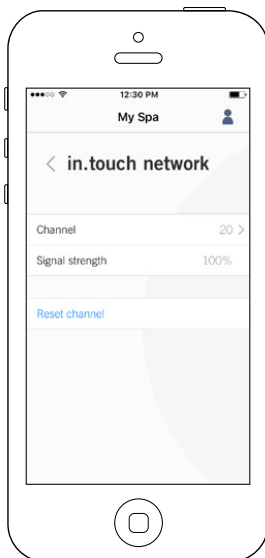 12:30 PM
My Spa
in.touch network
Channel 20
Signal strength 100%
Reset channel